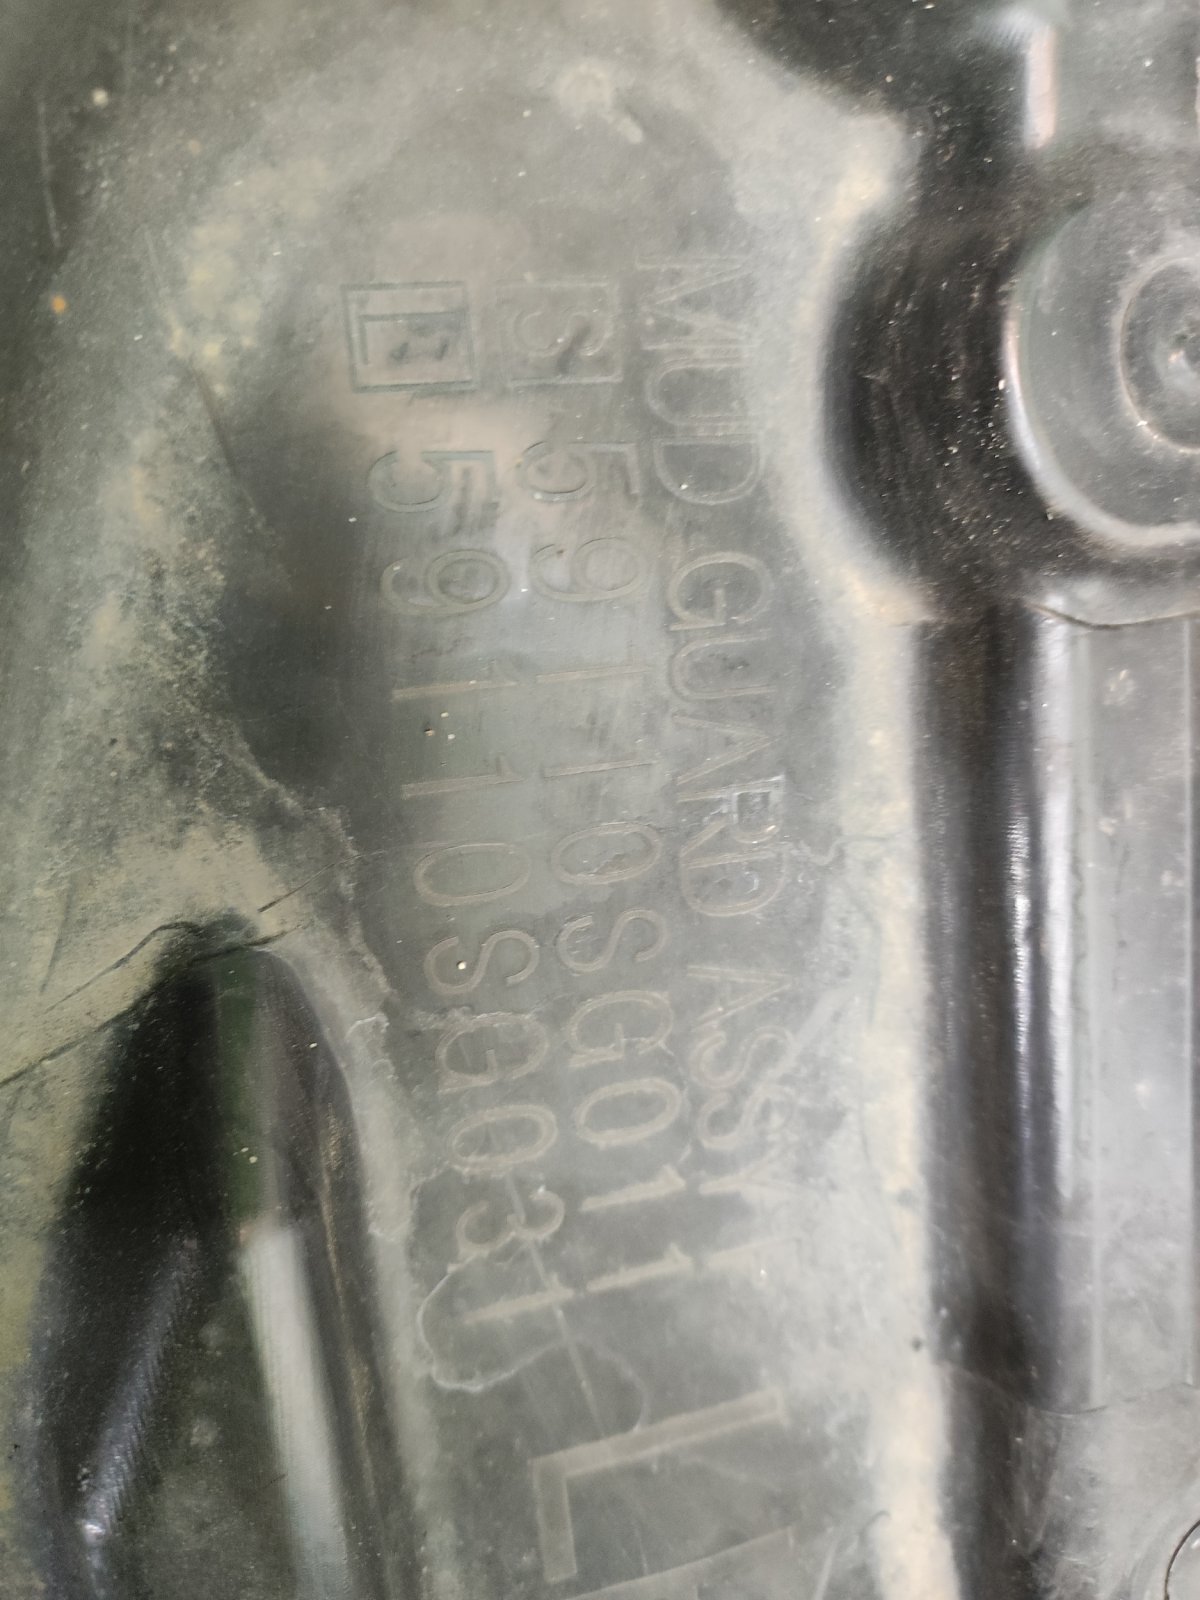 MUD GUARD ASSY F
S 59110SG011
L 59110SG031
L